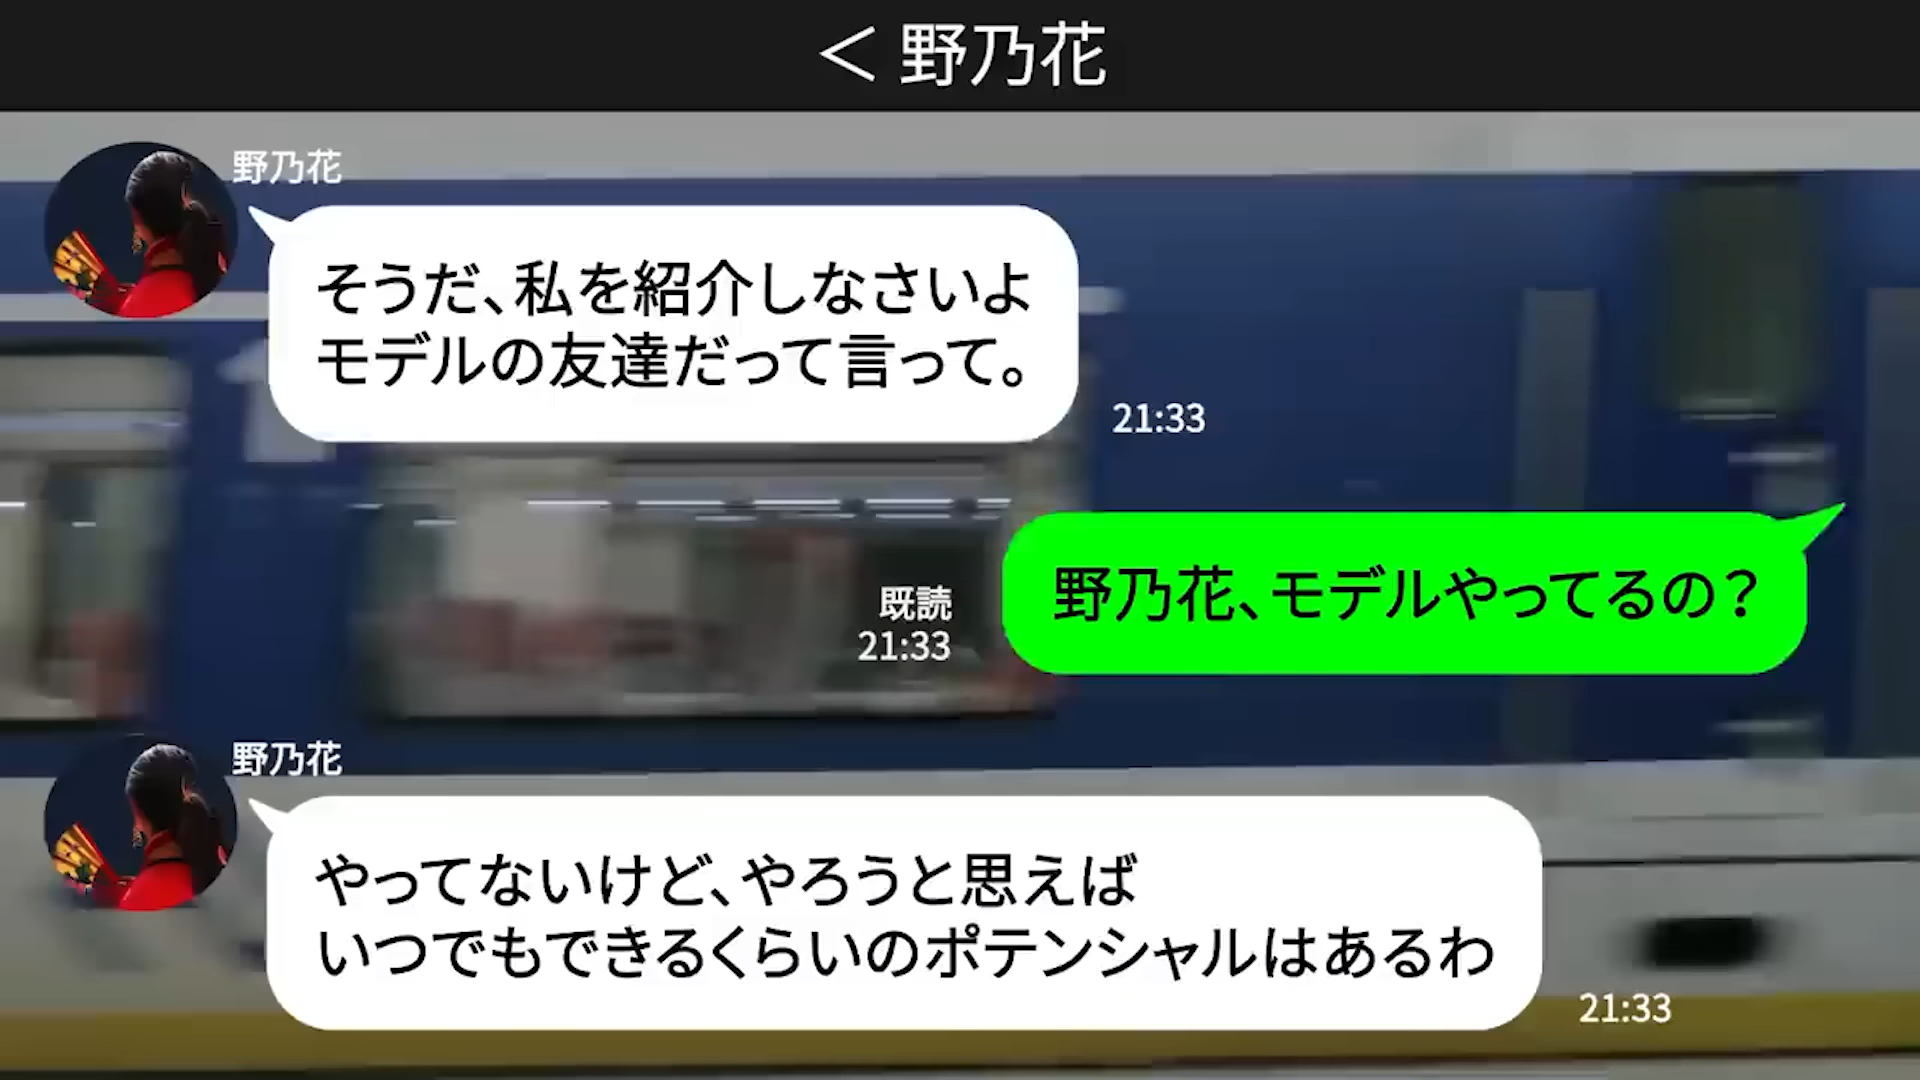 ＜ 野乃花
野乃花
そうだ、私を紹介しなさいよ
モデルの友達だって言って。
21:33
野乃花、モデルやってるの？
既読
21:33
野乃花
やってないけど、やろうと思えば
いつでもできるくらいのポテンシャルはあるわ
21:33